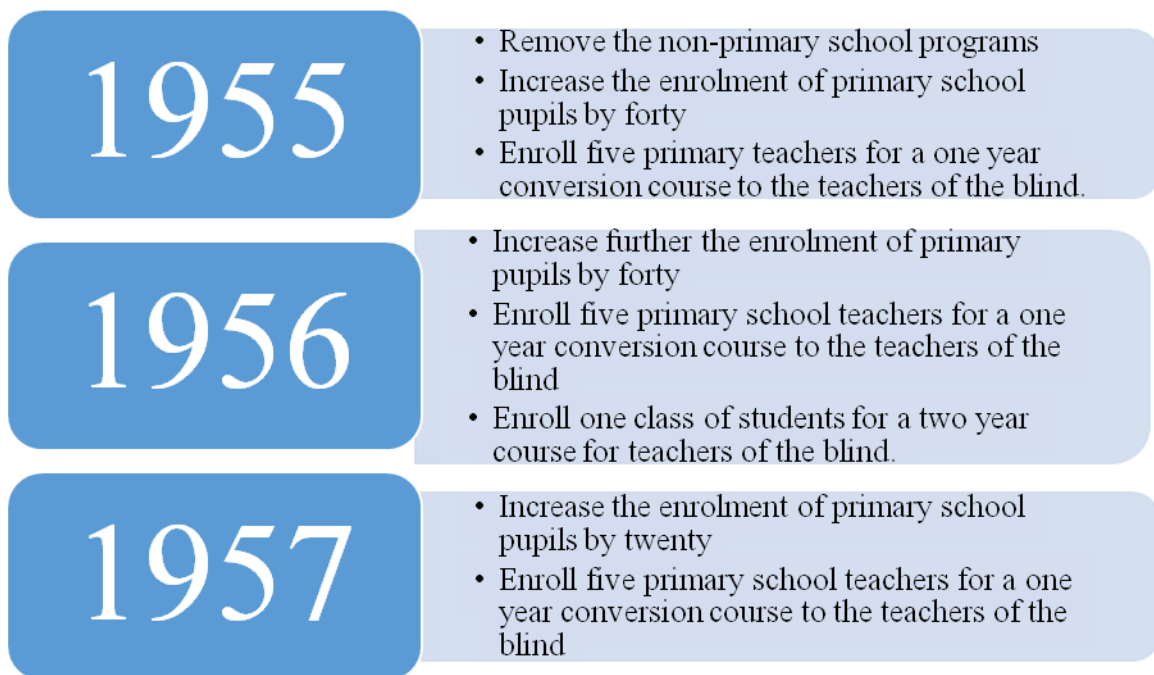 1955
• Remove the non-primary school programs
• Increase the enrolment of primary school
pupils by forty
• Enroll five primary teachers for a one year
conversion course to the teachers of the blind.
1956
• Increase further the enrolment of primary
pupils by forty
• Enroll five primary school teachers for a one
year conversion course to the teachers of the
blind
• Enroll one class of students for a two year
course for teachers of the blind.
1957
• Increase the enrolment of primary school
pupils by twenty
• Enroll five primary school teachers for a one
year conversion course to the teachers of the
blind